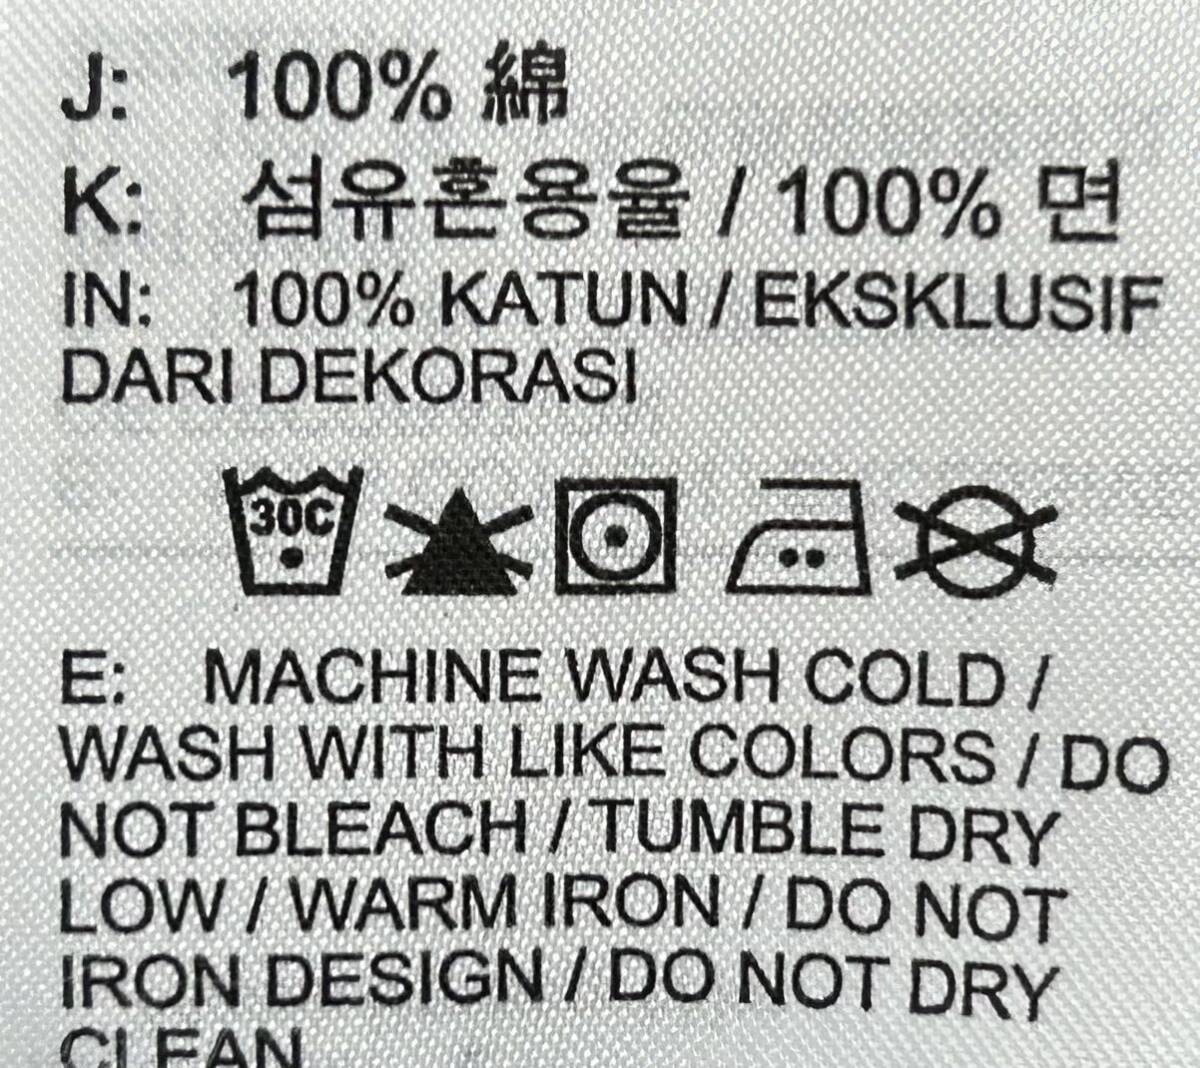 J: 100% 綿
K: 섬유혼용율 / 100% 면
IN: 100% KATUN / EKSKLUSIF
DARI DEKORASI
30C
E: MACHINE WASH COLD /
WASH WITH LIKE COLORS / DO
NOT BLEACH / TUMBLE DRY
LOW / WARM IRON / DO NOT
IRON DESIGN / DO NOT DRY
CLEAN